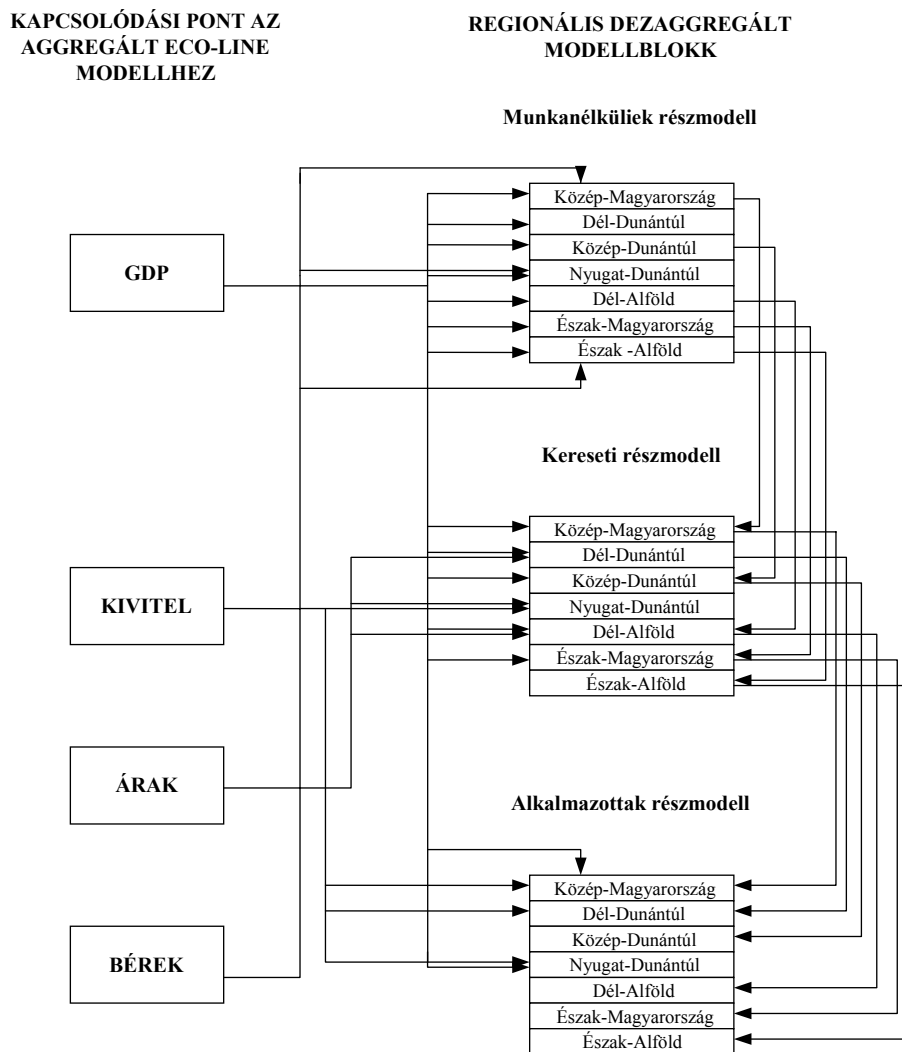 KAPCSOLÓDÁSI PONT AZ
AGGREGÁLT ECO-LINE
MODELLHEZ
REGIONÁLIS DEZAGGREGÁLT
MODELLBLOKK
Munkanélküliek részmodell
Közép-Magyarország
Dél-Dunántúl
Közép-Dunántúl
Nyugat-Dunántúl
Dél-Alföld
Észak-Magyarország
Észak -Alföld
GDP
Kereseti részmodell
Közép-Magyarország
Dél-Dunántúl
Közép-Dunántúl
Nyugat-Dunántúl
Dél-Alföld
Észak-Magyarország
Észak-Alföld
KIVITEL
ÁRAK
Alkalmazottak részmodell
Közép-Magyarország
Dél-Dunántúl
Közép-Dunántúl
Nyugat-Dunántúl
Dél-Alföld
Észak-Magyarország
Észak-Alföld
BÉREK